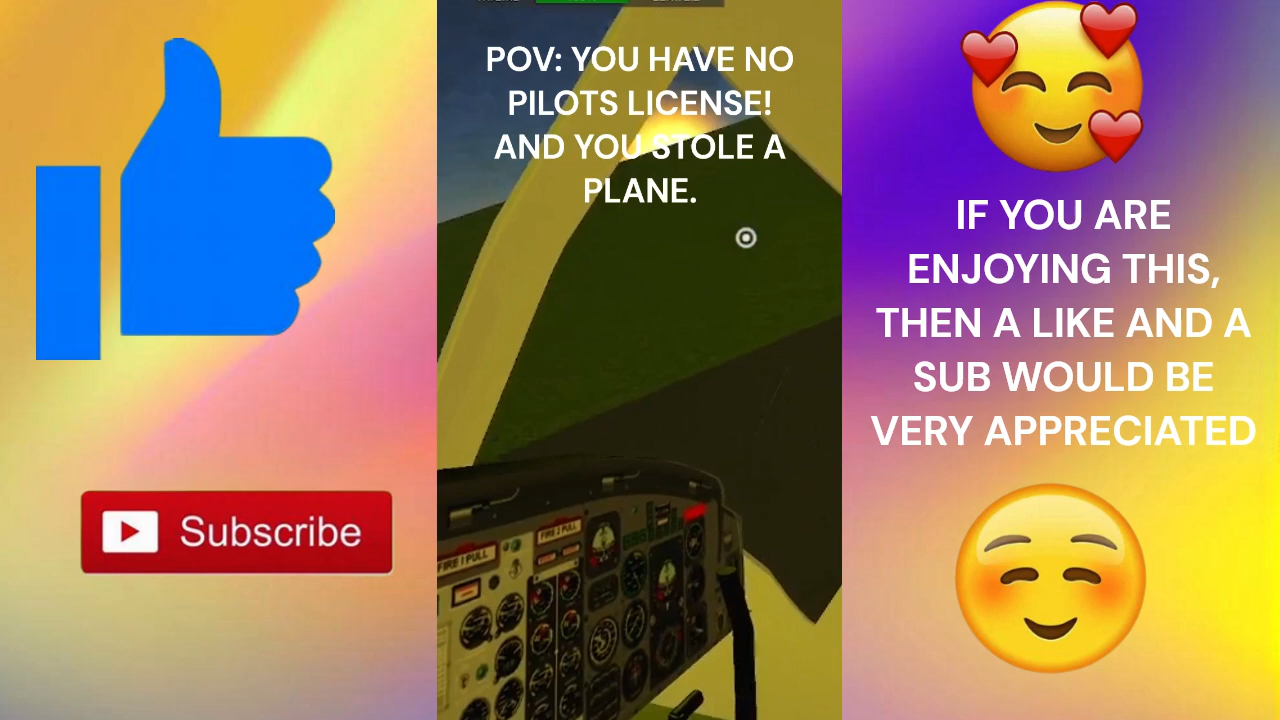 Subscribe
POV: YOU HAVE NO
PILOTS LICENSE!
AND YOU STOLE A
PLANE.
FIRE 1 PULL
FIRE 2 PULL
IF YOU ARE
ENJOYING THIS,
THEN A LIKE AND A
SUB WOULD BE
VERY APPRECIATED